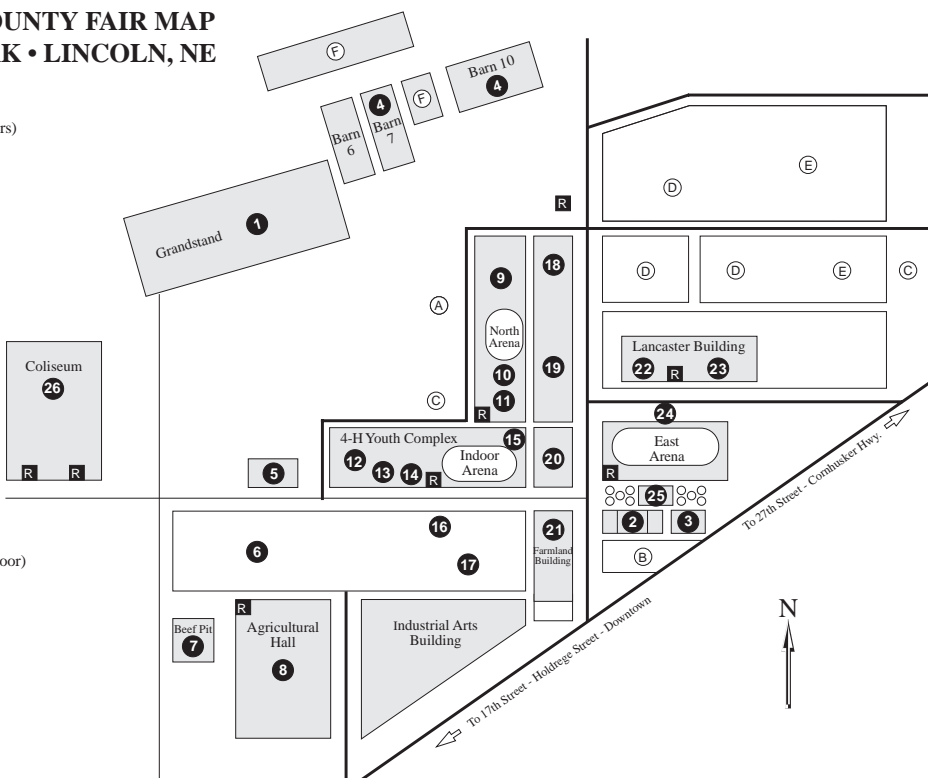 OUNTY FAIR MAP
K • LINCOLN, NE
F
Barn 10
4
4
F
Barn
7
Barn
6
rs)
E
D
R
1
Grandstand
D
D
E
C
18
9
A
North
Arena
Coliseum
26
Lancaster Building
22
R
23
19
10
11
R
C
24
15
4-H Youth Complex
12
13
14
R
Indoor
Arena
20
East
Arena
R
R
R
5
25
2
3
To 27th Street - Cornhusker Hwy.
16
21
6
17
Farmland
Building
B
oor)
R
Beef Pit
7
Agricultural
Hall
8
Industrial Arts
Building
N
To 17th Street - Holdrege Street - Downtown